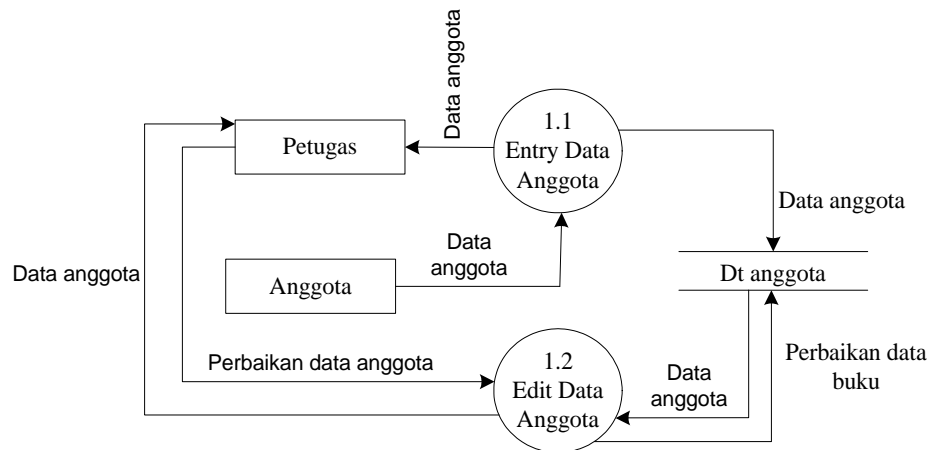 Data anggota
1.1
Entry Data
Anggota
Petugas
Data anggota
Data
anggota
Dt anggota
Data anggota
Anggota
Perbaikan data anggota
1.2
Edit Data
Anggota
Data
anggota
Perbaikan data
buku